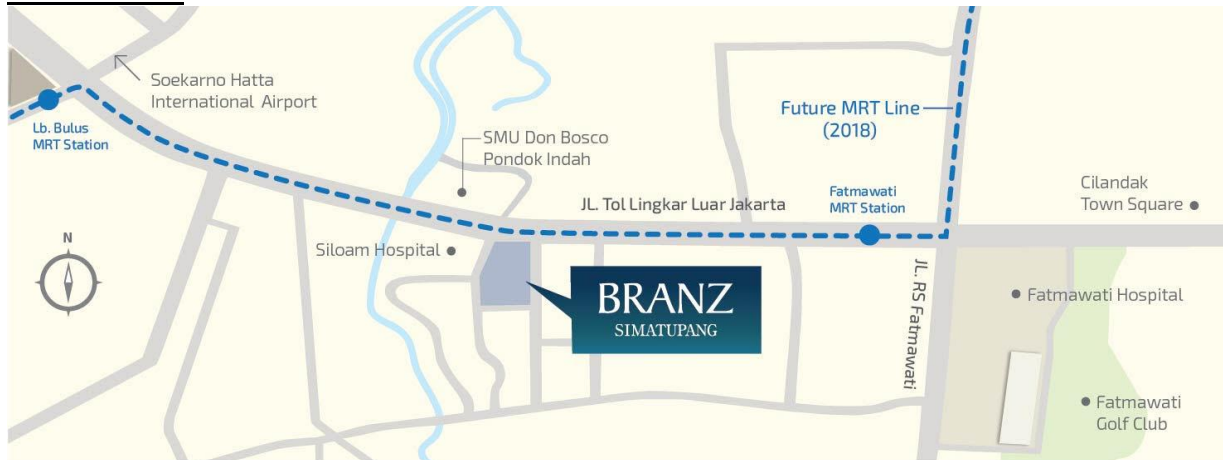 Soekarno Hatta
International Airport
Lb. Bulus
MRT Station
SMU Don Bosco
Pondok Indah
Future MRT Line
(2018)
Cilandak
Town Square
Fatmawati
MRT Station
JL. Tol Lingkar Luar Jakarta
N
Siloam Hospital
BRANZ
SIMATUPANG
JL. RS Fatmawati
Fatmawati Hospital
Fatmawati
Golf Club